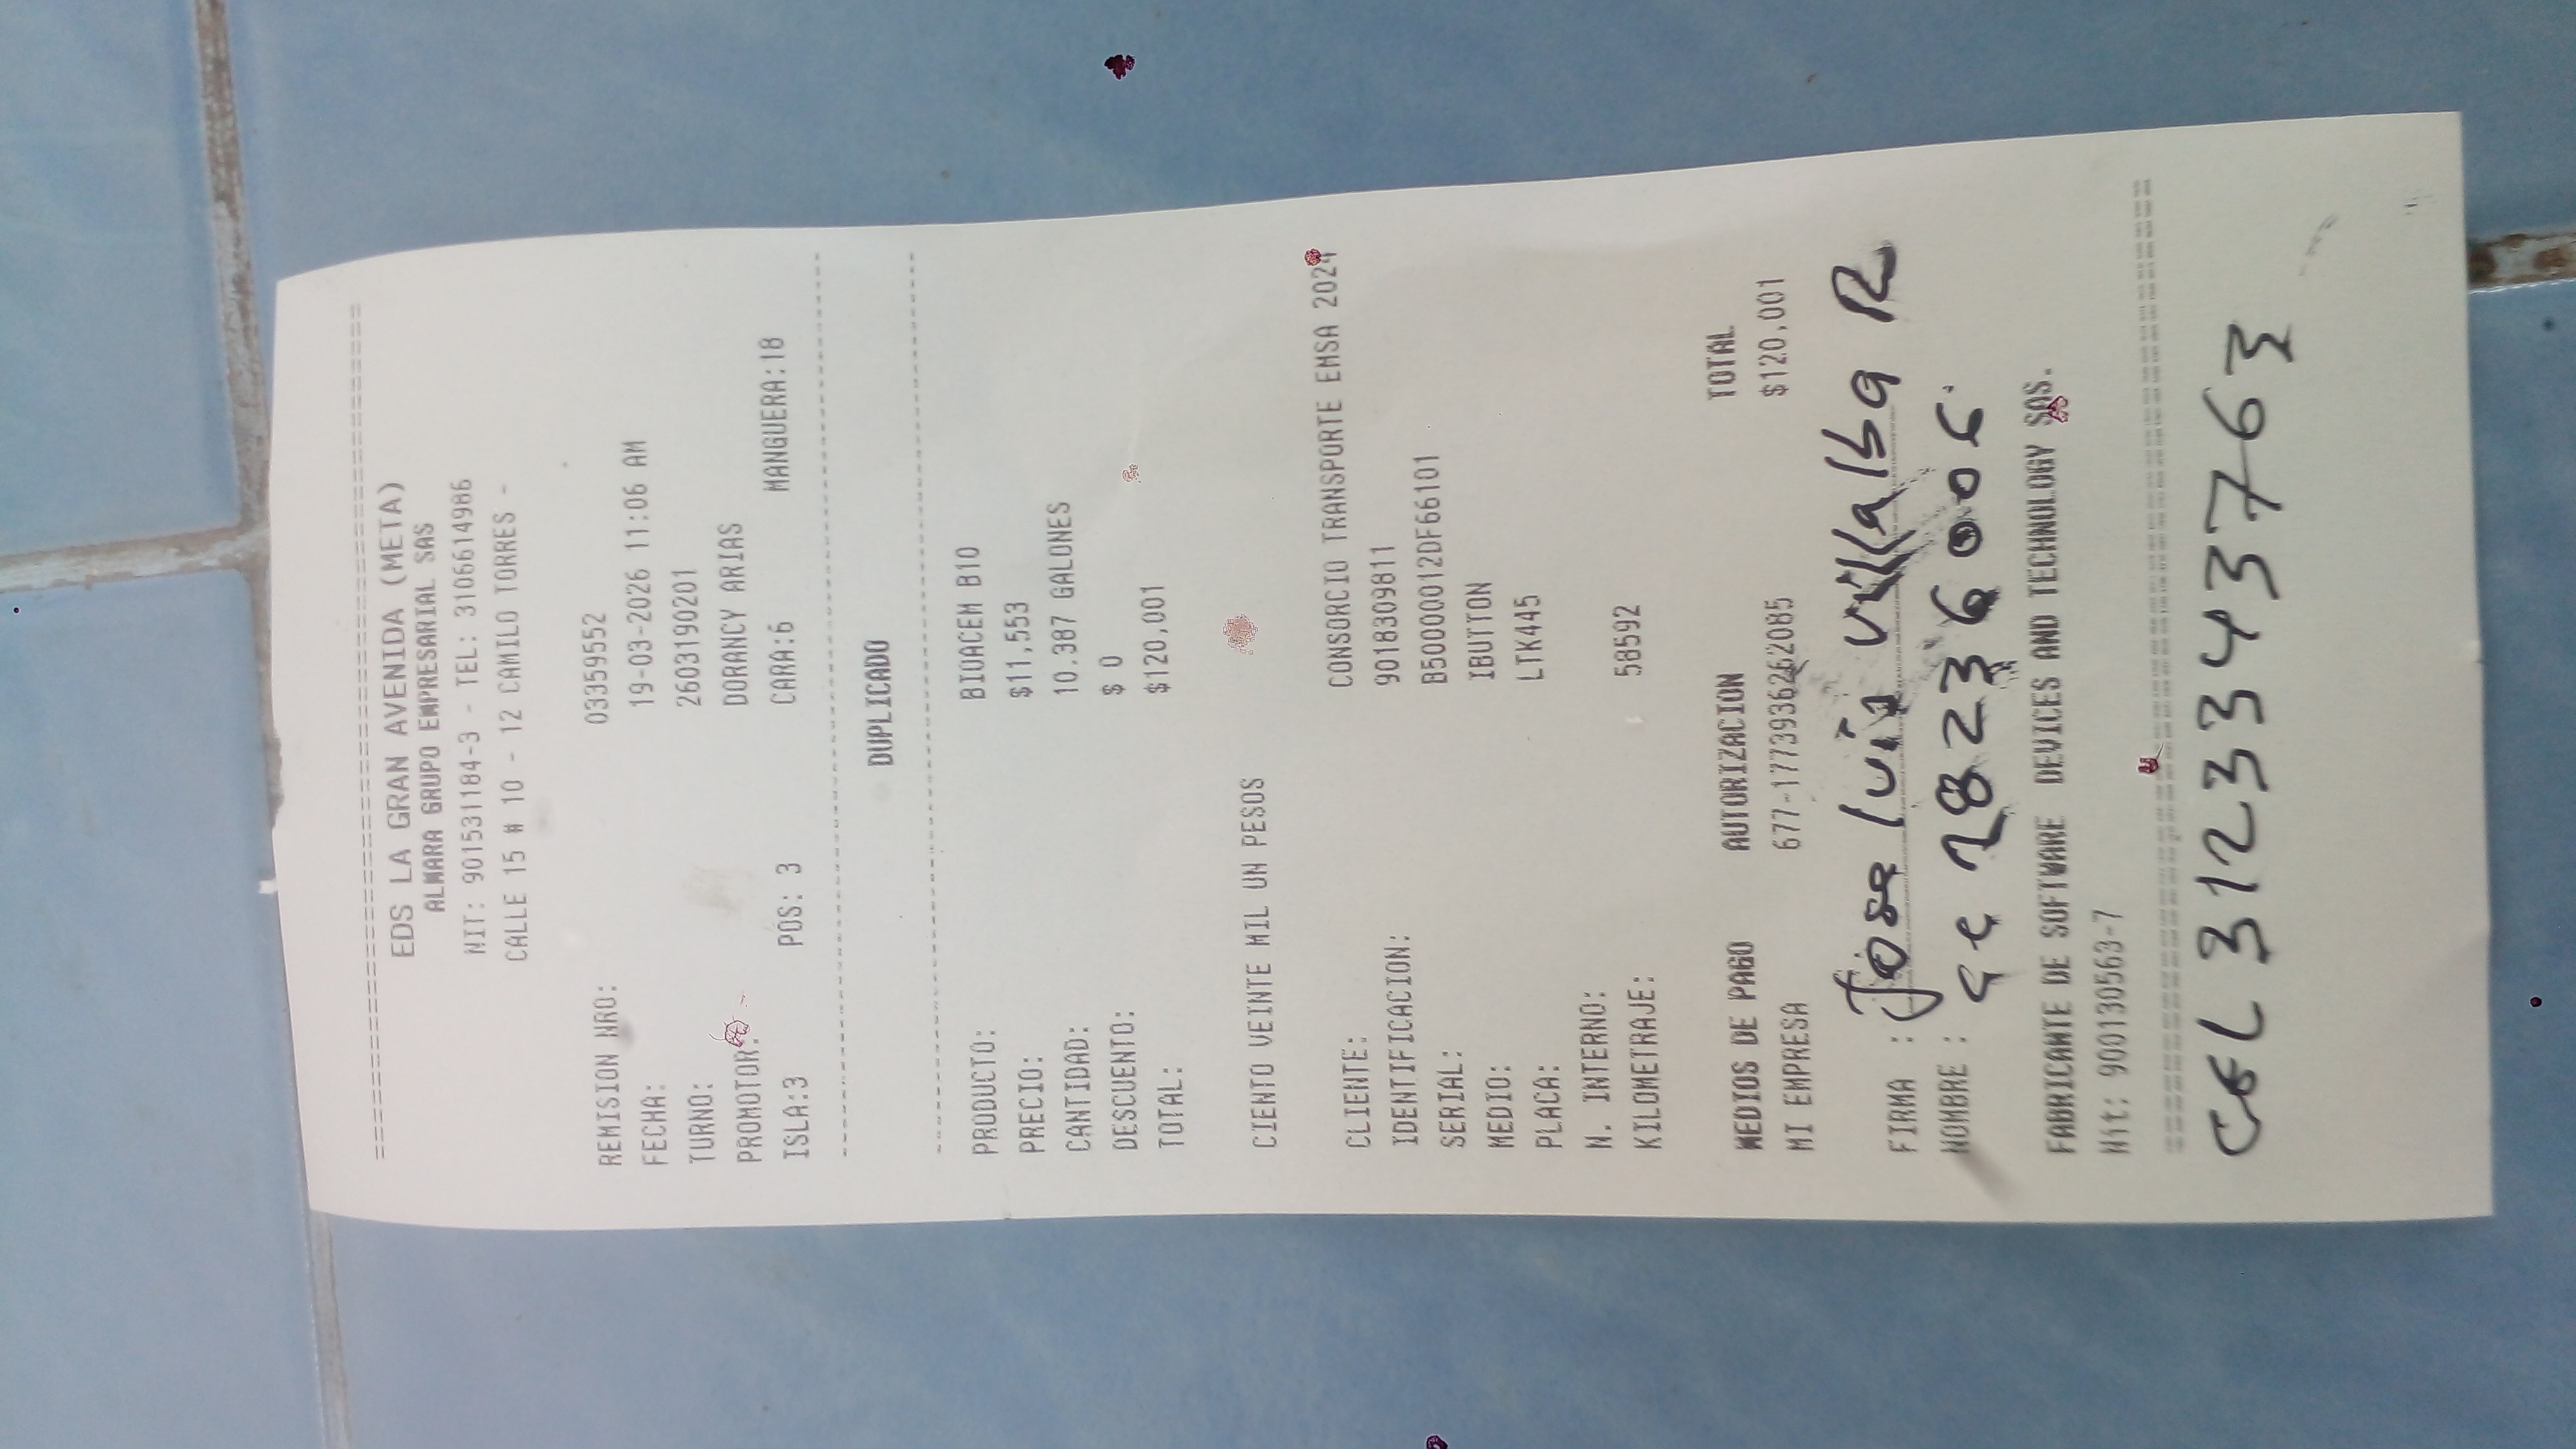 ================================================
EDS LA GRAN AVENIDA (META)
ALMARA GRUPO EMPRESARIAL SAS
NIT: 901531184-3 - TEL: 3106614986
CALLE 15 # 10 - 12 CAMILO TORRES -
REMISION NRO: 03359552
FECHA: 19-03-2026 11:06 AM
TURNO: 2603190201
PROMOTOR: DORANCY ARIAS
ISLA:3 POS: 3 CARA:6 MANGUERA:18
------------------------------------------------
DUPLICADO
------------------------------------------------
PRODUCTO: BIOACEM B10
PRECIO: $11,553
CANTIDAD: 10.387 GALONES
DESCUENTO: $ 0
TOTAL: $120,001
CIENTO VEINTE MIL UN PESOS
CLIENTE: CONSORCIO TRANSPORTE EMSA 2024
IDENTIFICACION: 9018309811
SERIAL: B50000012DF66101
MEDIO: IBUTTON
PLACA: LTK445
N. INTERNO:
KILOMETRAJE: 58592
MEDIOS DE PAGO AUTORIZACION TOTAL
MI EMPRESA 677-1773936262085 $120,001
FIRMA : Jose luis villalba R
NOMBRE : cc 78236006
FABRICANTE DE SOFTWARE DEVICES AND TECHNOLOGY SAS.
Nit: 900130563-7
================================================
CEL 3123343763